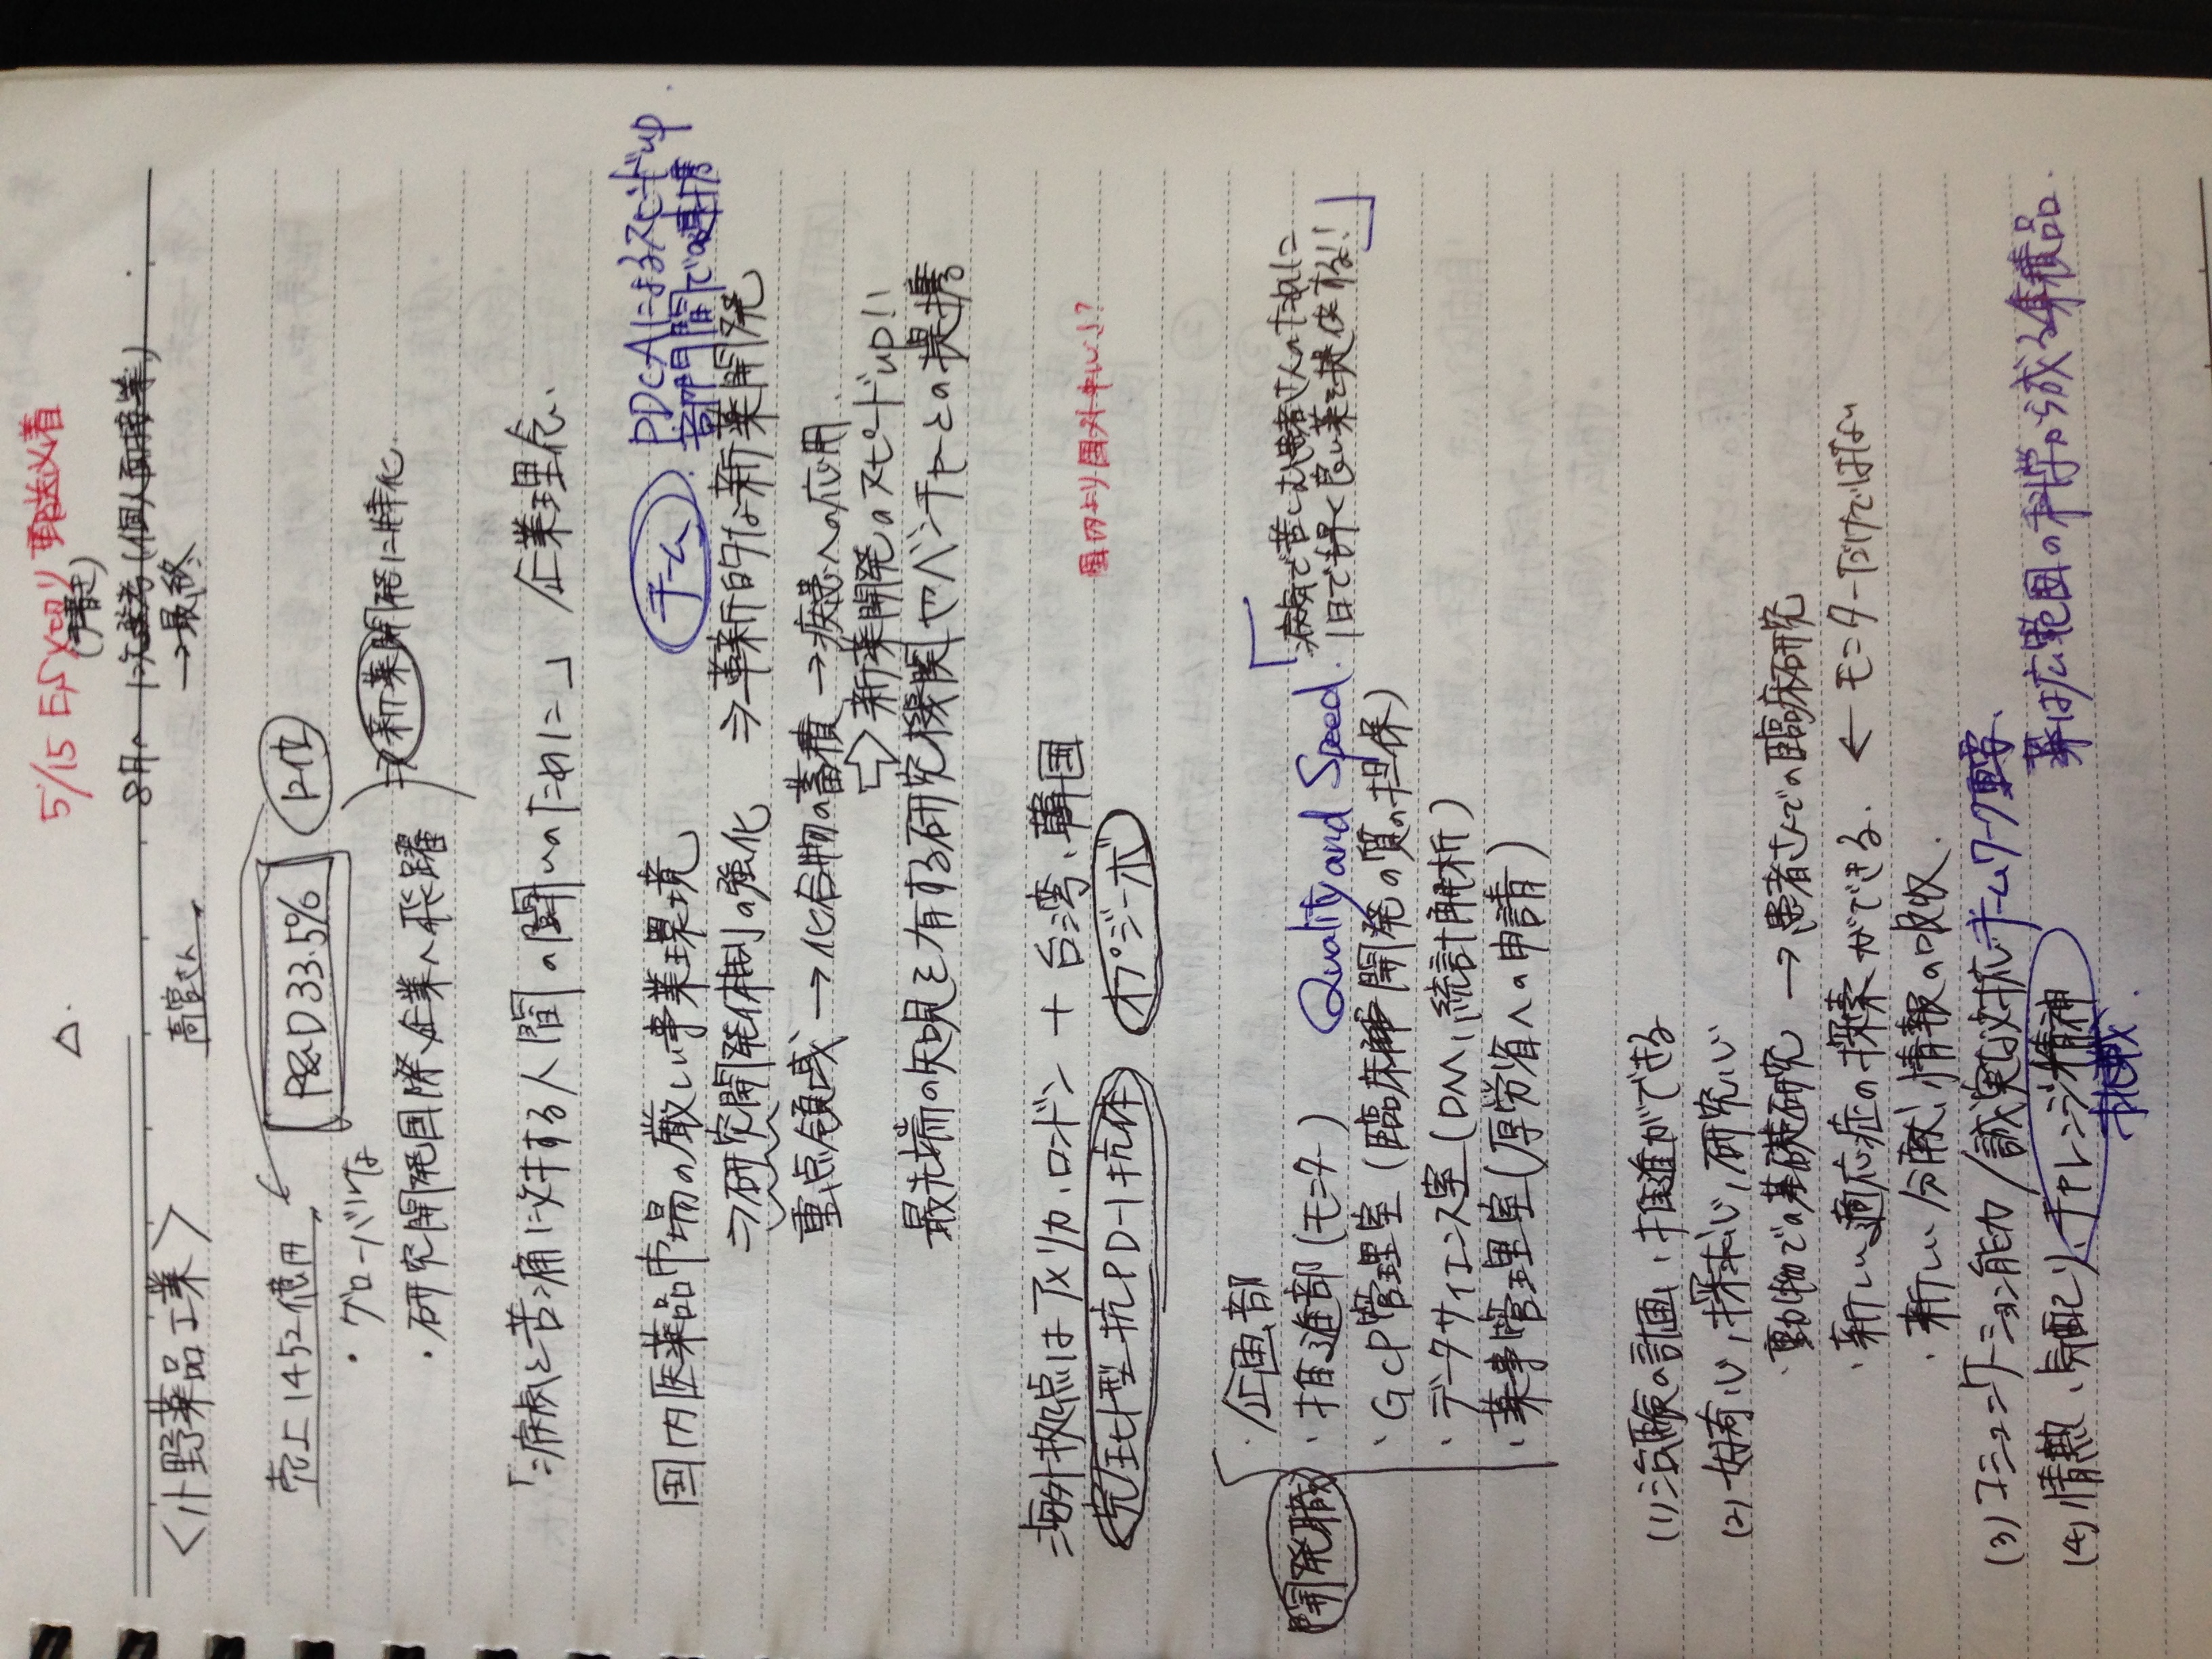 △.
5/15 ES〆切り 郵送必着
(手書き)
8月〜 1次選考(個人面接等)
→最終
<小野薬品工業>
高宮さん
売上1452億円
R&D 33.5%
12位
・グローバルな
・研究開発国際企業へ飛躍
⇒新薬開発に特化
「病気と苦痛に対する人間の闘いのために」 企業理念
国内医薬品市場の厳しい事業環境
チーム
PDCAによるスピードup
部門間での連携
⇒研究開発体制の強化 ⇒革新的な新薬開発
重点領域→化合物の蓄積→疾患への応用.
⇨新薬開発のスピードup!!
最先端の知見を有する研究機関やベンチャーとの提携
海外拠点はアメリカ、ロンドン + 台湾、韓国
国内より国外中心!?
完全ヒト型抗PD-1抗体 オプジーボ
開発職
・企画部
・推進部(モニター)
Quality and Speed.
「病気で苦しむ患者さんのために
1日でも早く良い薬を提供する!!」
・GCP管理室(臨床開発の質の担保)
・データサイエンス室(DM,統計解析)
・薬事管理室(厚労省への申請)
(1)治験の計画、推進ができる
(2)好奇心,探求心,研究心
・動物での基礎研究→患者さんでの臨床研究
・新しい適応症の探索ができる. ←モニターだけではない
・新しい文献,情報の吸収.
(3)コミュニケーション能力/誠実な対応 チームワーク重要、
(4)情熱、気配り、チャレンジ精神
挑戦.
薬は広範囲の科学から成る集積品.